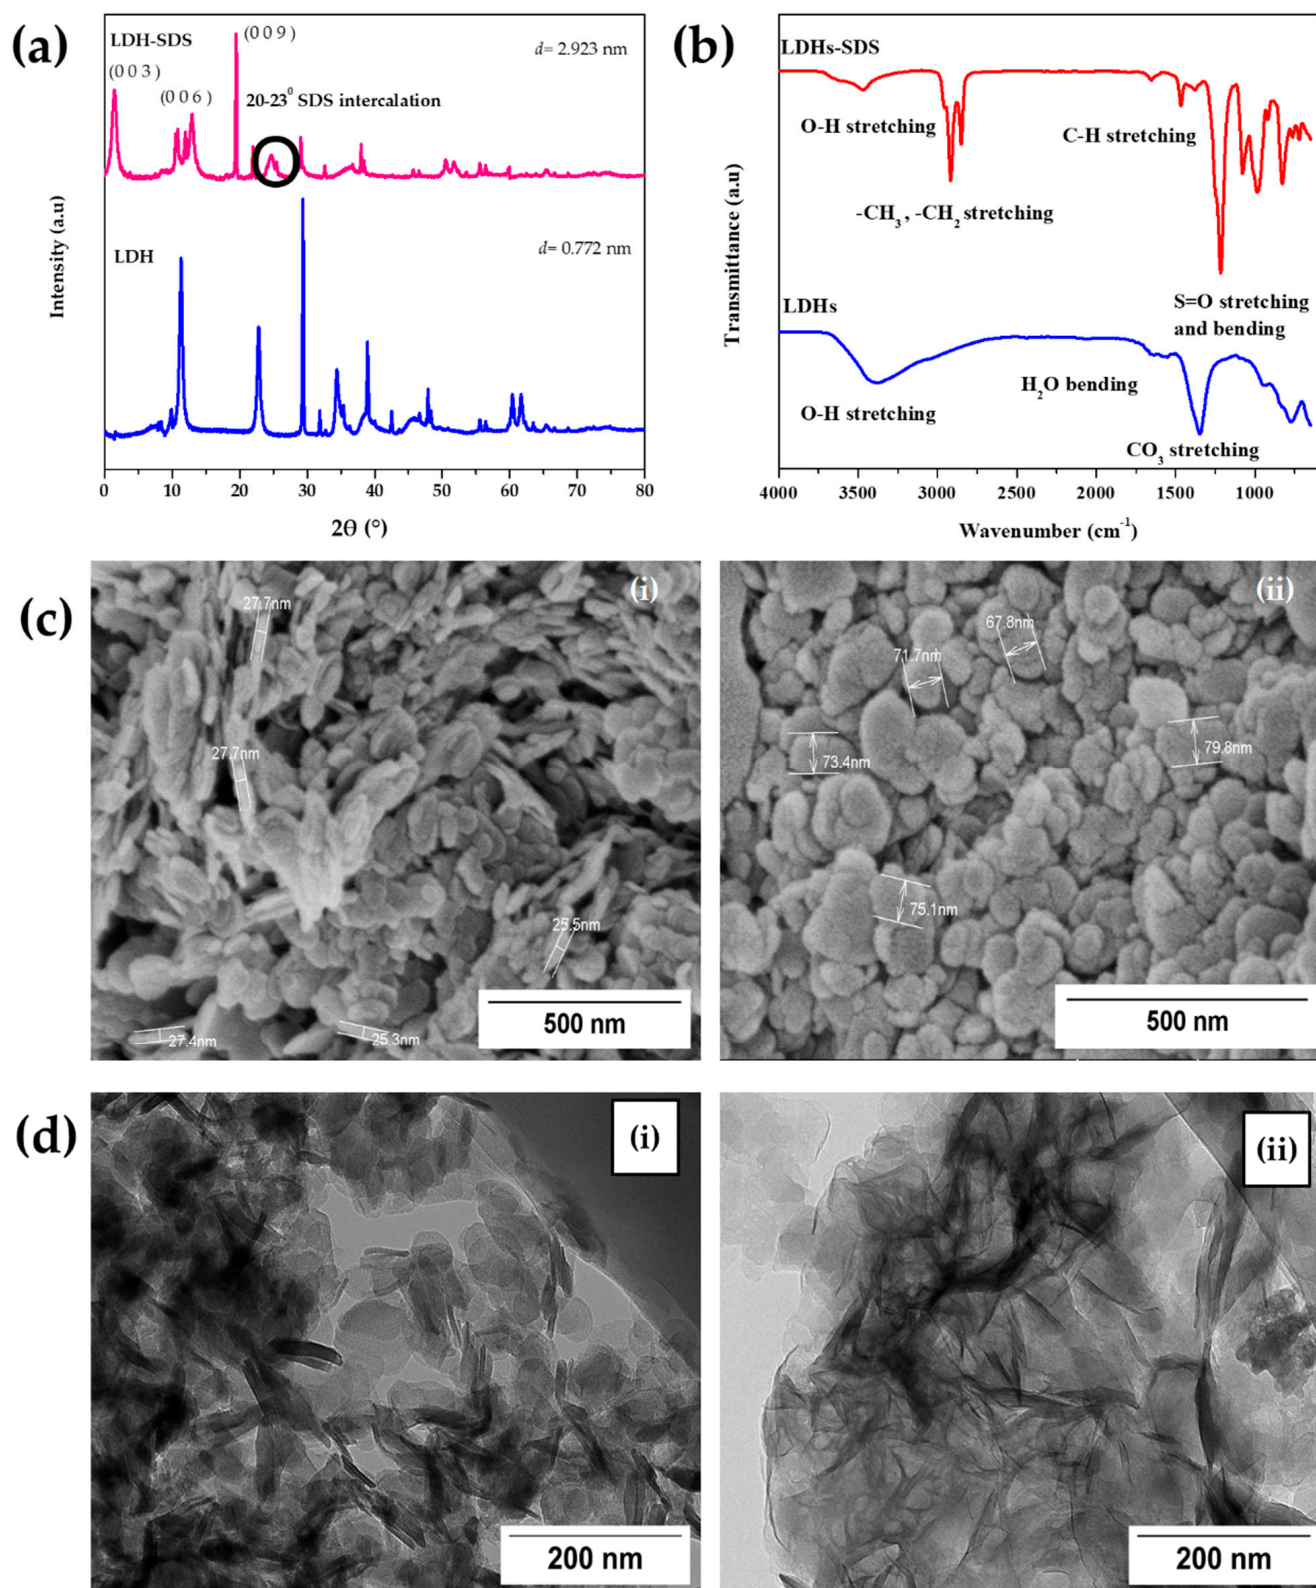 (a)
LDH-SDS
(0 0 9)
d= 2.923 nm
(0 0 3)
(0 0 6)
20-23⁰ SDS intercalation
LDH
d= 0.772 nm
Intensity (a.u)
0 10 20 30 40 50 60 70 80
2θ (°)
(b)
LDHs-SDS
O-H stretching
C-H stretching
-CH₃ , -CH₂ stretching
S=O stretching
and bending
LDHs
H₂O bending
O-H stretching
CO₃ stretching
Transmittance (a.u)
4000 3500 3000 2500 2000 1500 1000
Wavenumber (cm⁻¹)
(c)
(i)
27.7nm
27.7nm
25.5nm
27.4nm
25.3nm
500 nm
(ii)
67.8nm
71.7nm
73.4nm
79.8nm
75.1nm
500 nm
(d)
(i)
200 nm
(ii)
200 nm